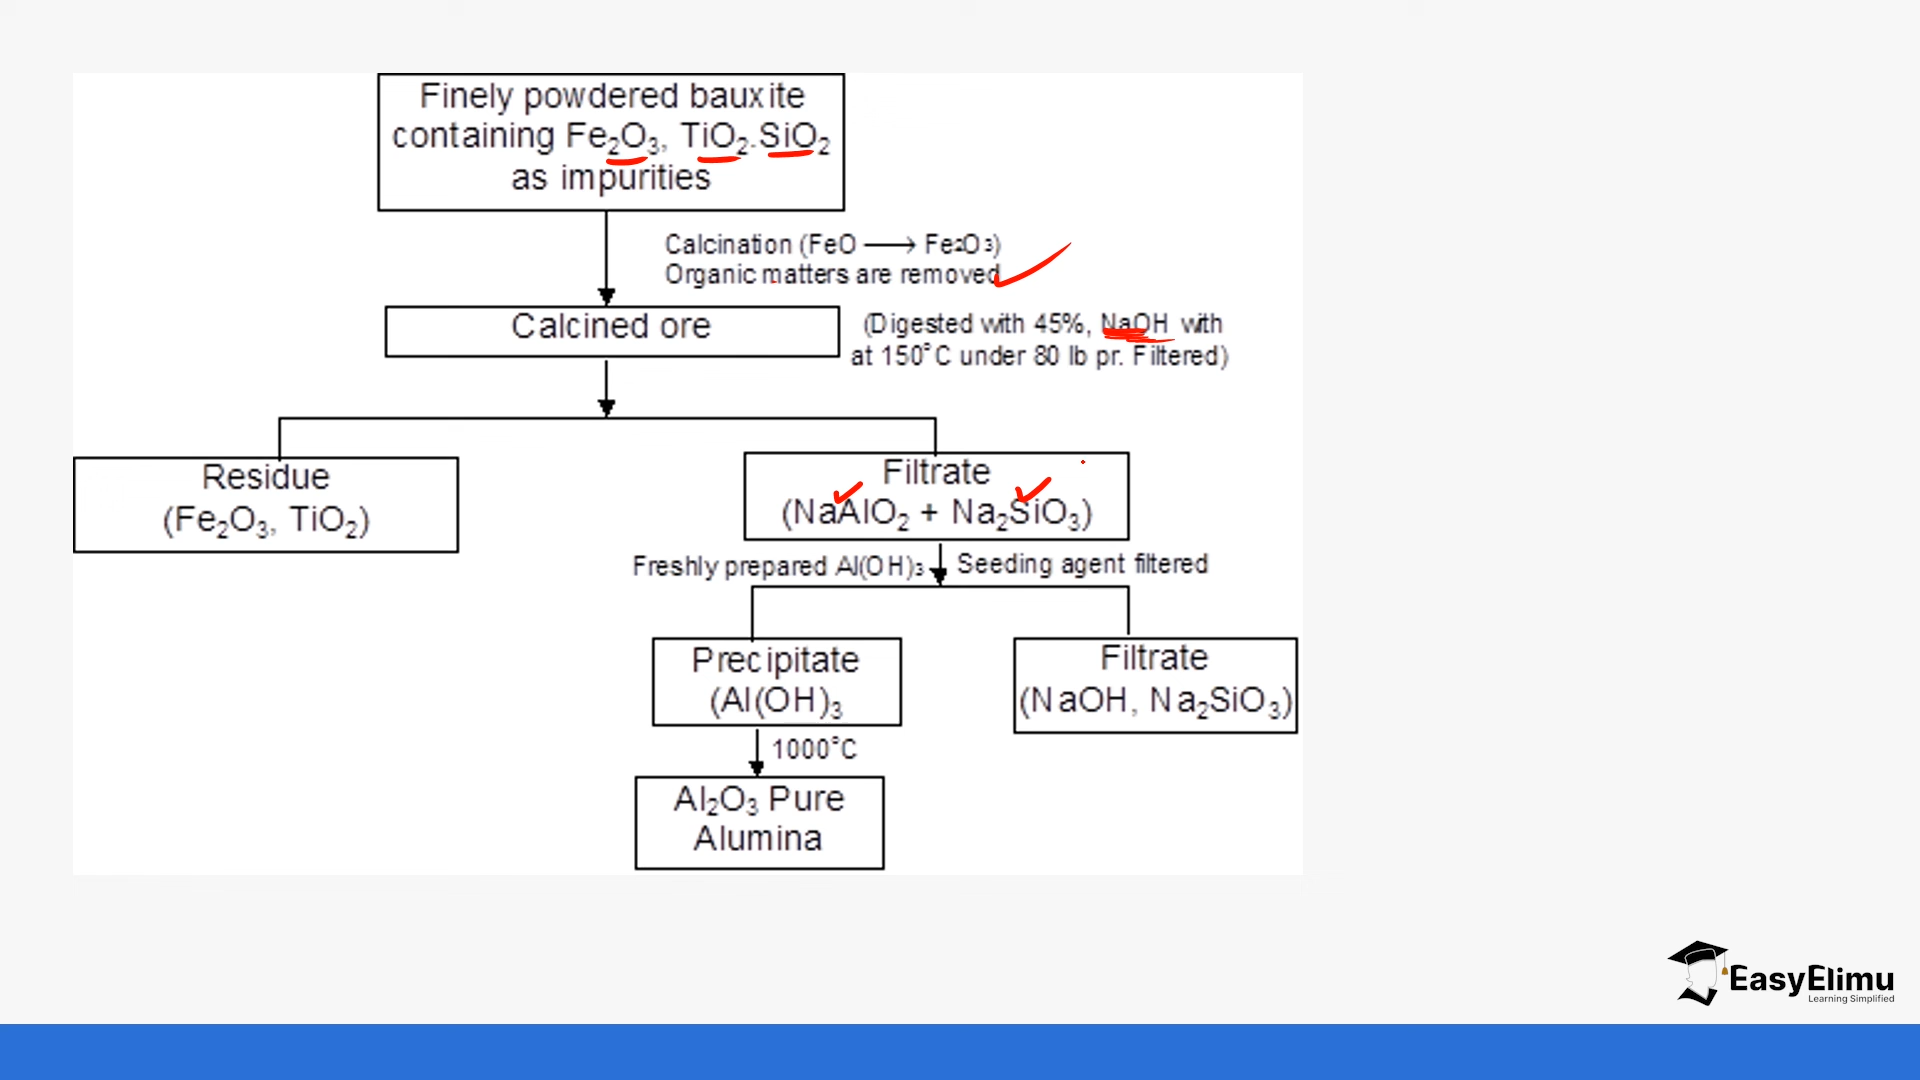 Finely powdered bauxite
containing Fe₂O₃, TiO₂.SiO₂
as impurities
Calcination (FeO ⟶ Fe₂O₃)
Organic matters are removed
Calcined ore
(Digested with 45%, NaOH with
at 150°C under 80 lb pr. Filtered)
Residue
(Fe₂O₃, TiO₂)
Filtrate
(NaAlO₂ + Na₂SiO₃)
Freshly prepared Al(OH)₃
Seeding agent filtered
Precipitate
(Al(OH)₃
Filtrate
(NaOH, Na₂SiO₃)
1000°C
Al₂O₃ Pure
Alumina
EasyElimu
Learning Simplified